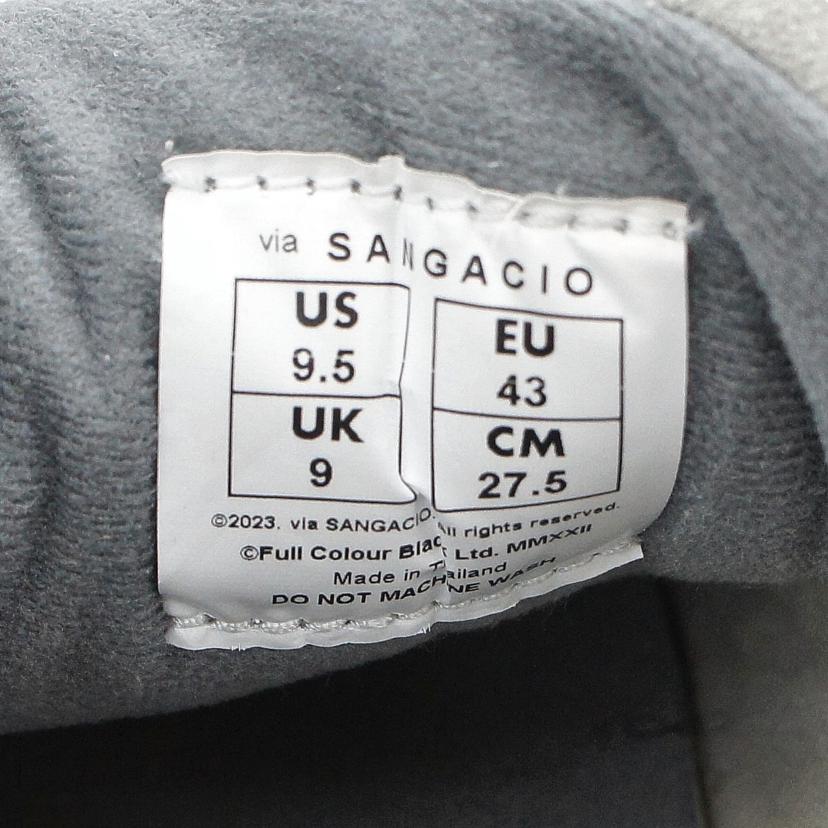 via SANGACIO
US
9.5
UK
9
EU
43
CM
27.5
©2023. via SANGACIO. All rights reserved.
©Full Colour Black Ltd. MMXXII
Made in Thailand
DO NOT MACHINE WASH